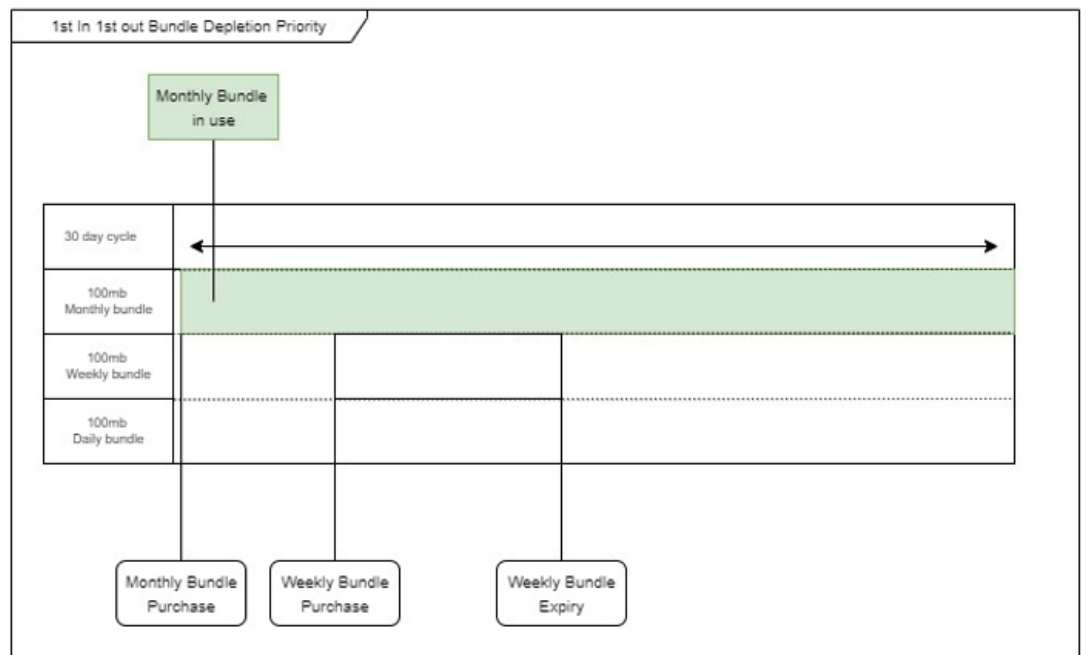 1st In 1st out Bundle Depletion Priority
Monthly Bundle
in use
30 day cycle
100mb
Monthly bundle
100mb
Weekly bundle
100mb
Daily bundle
Monthly Bundle
Purchase
Weekly Bundle
Purchase
Weekly Bundle
Expiry